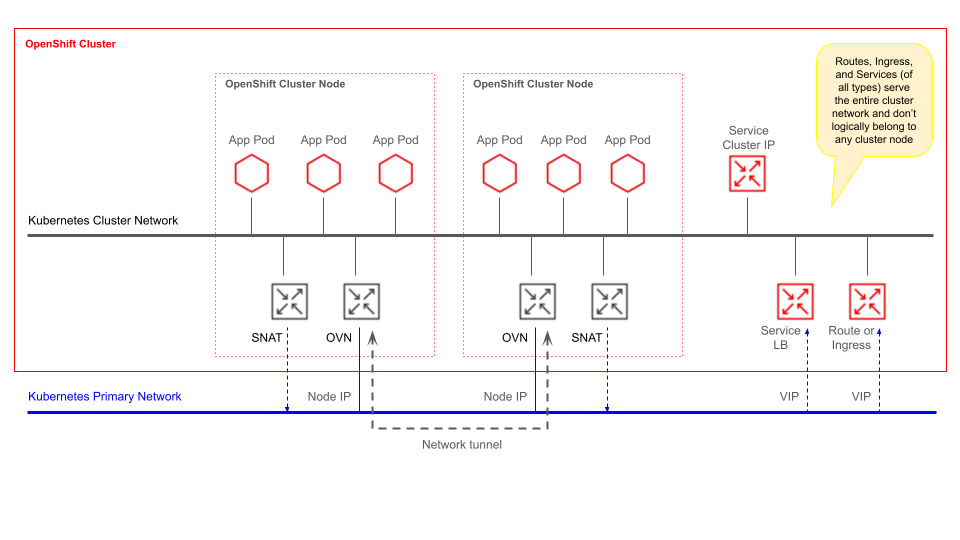 OpenShift Cluster
OpenShift Cluster Node
OpenShift Cluster Node
Routes, Ingress,
and Services (of
all types) serve
the entire cluster
network and don't
logically belong to
any cluster node
App Pod
App Pod
App Pod
App Pod
App Pod
App Pod
Service
Cluster IP
Kubernetes Cluster Network
SNAT
OVN
OVN
SNAT
Service
LB
Route or
Ingress
Kubernetes Primary Network
Node IP
Node IP
VIP
VIP
Network tunnel